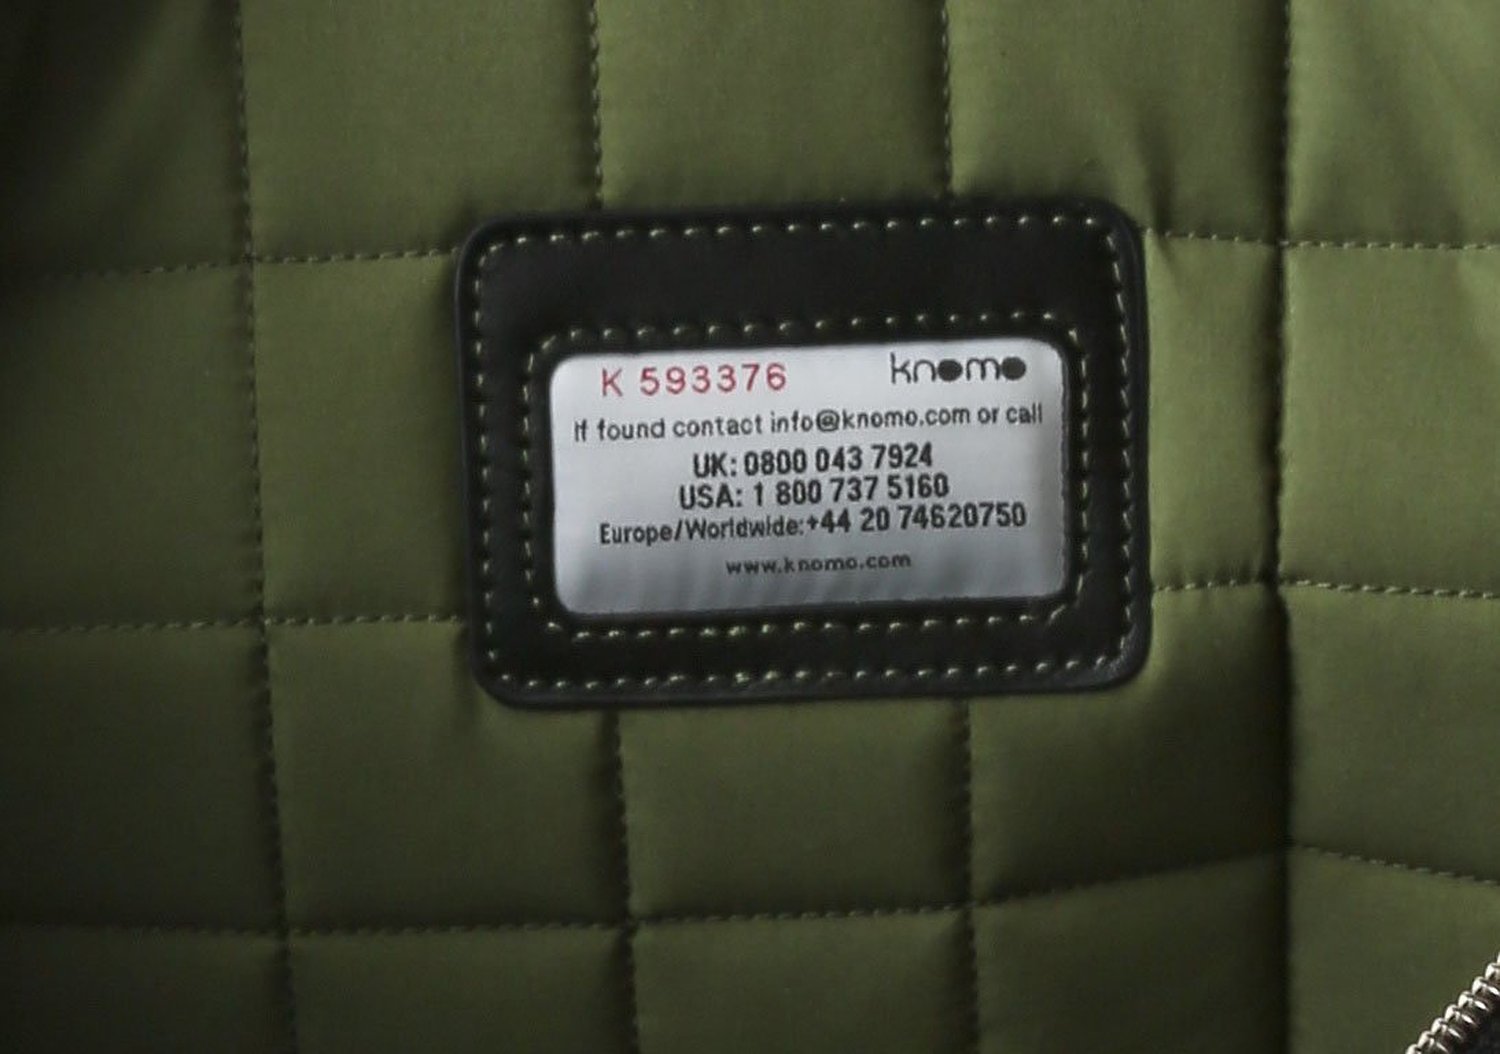 K 593376 knomo
If found contact info@knomo.com or call
UK: 0800 043 7924
USA: 1 800 737 5160
Europe/Worldwide:+44 20 74620750
www.knomo.com